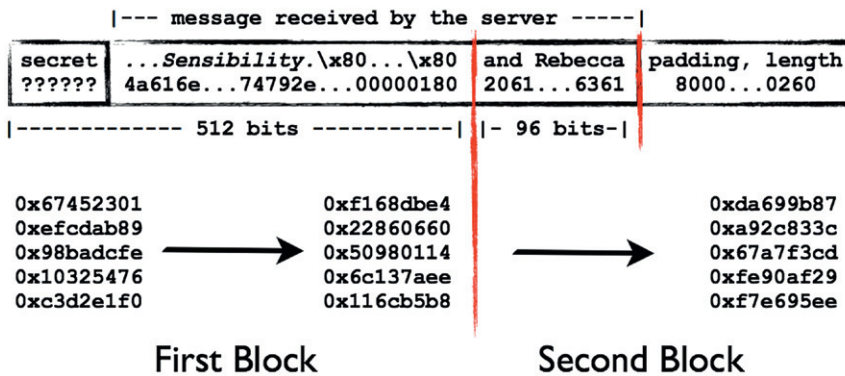 |--- message received by the server -----|
secret ...Sensibility.\x80...\x80 and Rebecca padding, length
?????? 4a616e...74792e...00000180 2061...6361 8000...0260
|------------- 512 bits -----------| |- 96 bits-|
0x67452301 0xf168dbe4 0xda699b87
0xefcdab89 0x22860660 0xa92c833c
0x98badcfe 0x50980114 0x67a7f3cd
0x10325476 0x6c137aee 0xfe90af29
0xc3d2e1f0 0x116cb5b8 0xf7e695ee
First Block Second Block